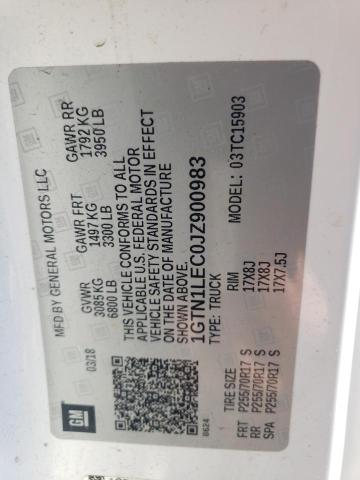 MFD BY GENERAL MOTORS LLC
03/18
GVWR GAWR FRT GAWR RR
3085 KG 1497 KG 1792 KG
6800 LB 3300 LB 3950 LB
THIS VEHICLE CONFORMS TO ALL
APPLICABLE U.S. FEDERAL MOTOR
VEHICLE SAFETY STANDARDS IN EFFECT
ON THE DATE OF MANUFACTURE
SHOWN ABOVE.
1GTN1LEC0JZ900983
TYPE: TRUCK MODEL: 03TC15903
GM
8624
TIRE SIZE RIM
FRT P255/70R17 S 17X8J
RR P255/70R17 S 17X8J
SPA P255/70R17 S 17X7.5J